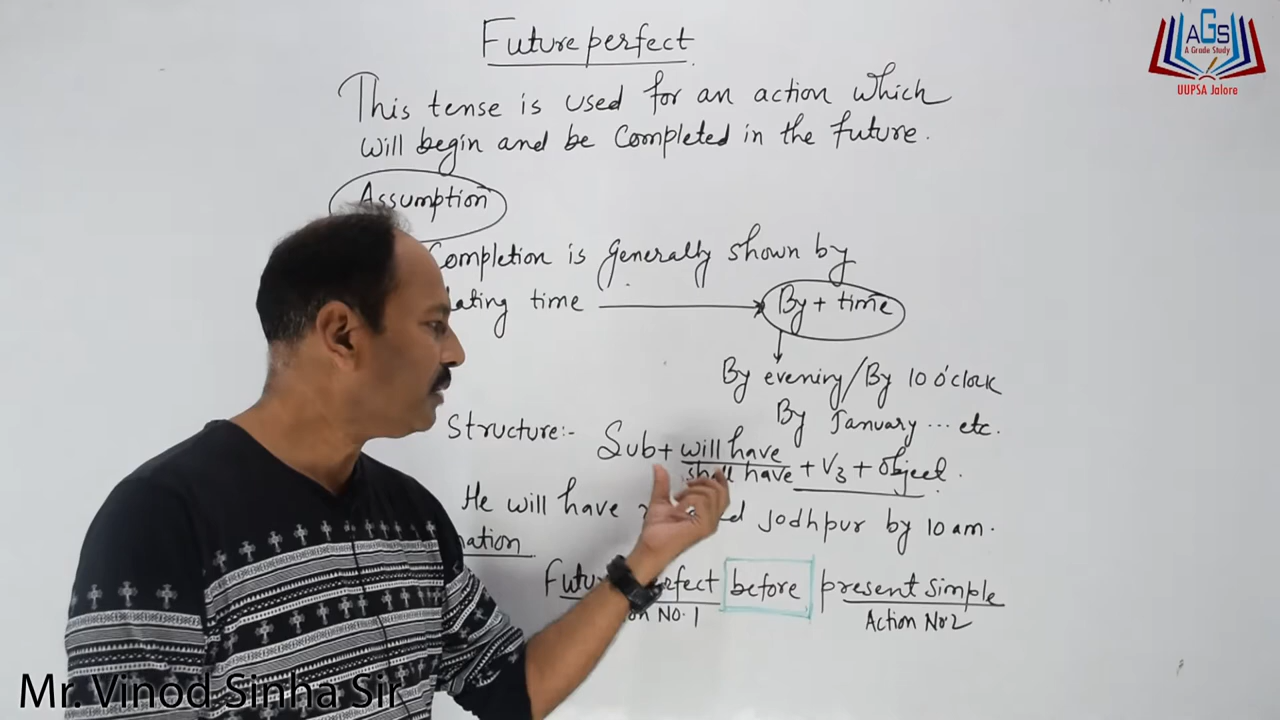 Future perfect
This tense is used for an action which
will begin and be Completed in the future.
Assumption
Completion is generally shown by
time → By + time
By evening/By 10 o'clock
By January ... etc.
Structure:- Sub + will have
shall have + V3 + object.
He will have Jodhpur by 10 am.
before present simple
No. 1 Action No 2
AGS
A Grade Study
UUPSA Jalore
Mr. Vinod Sinha Sir